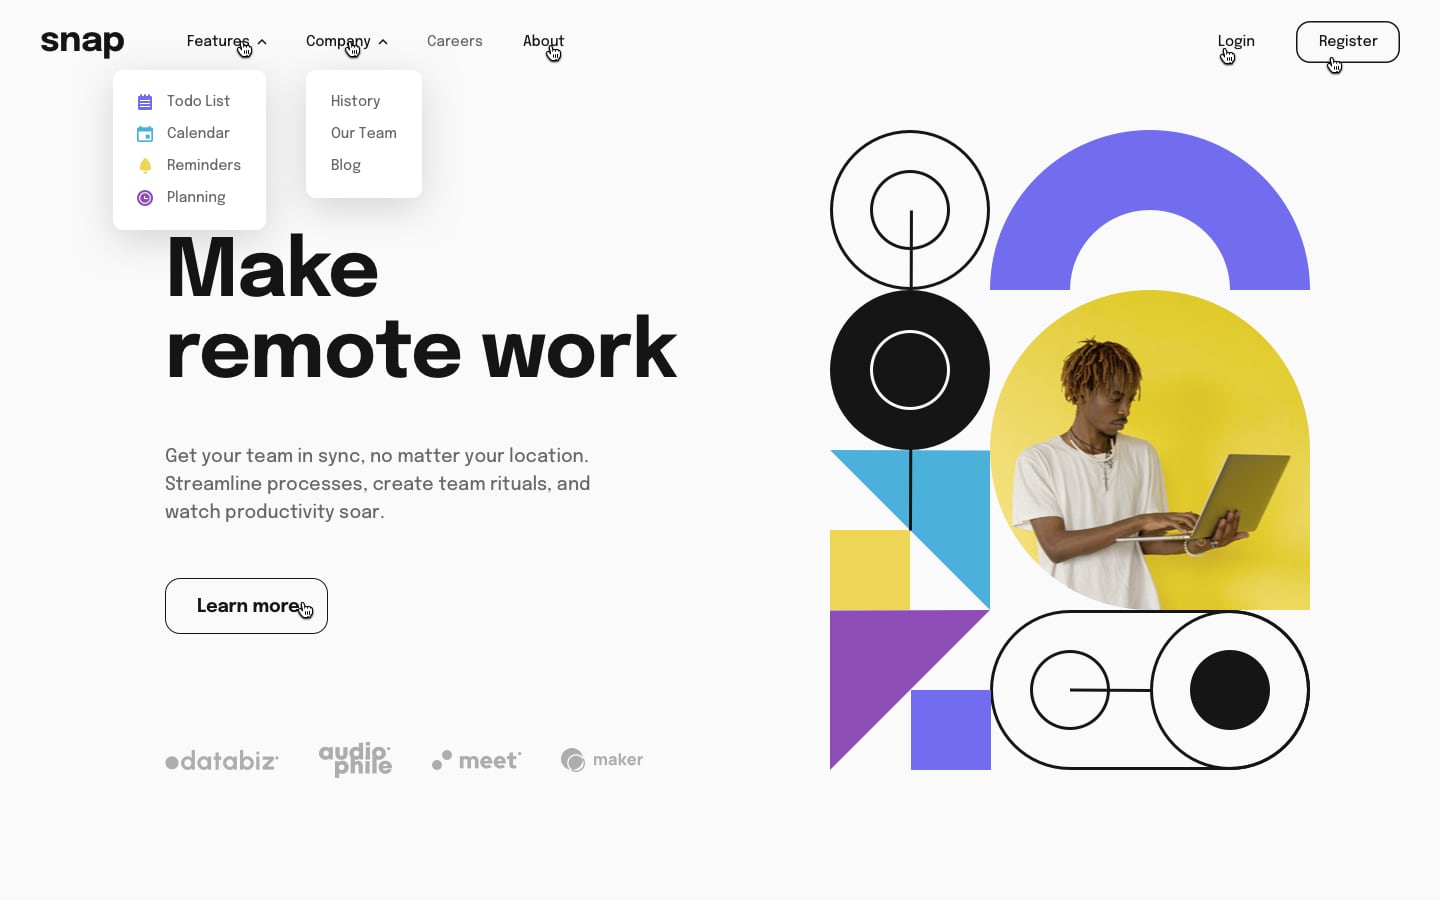 snap
Features
Company
Careers
About
Login
Register
Todo List
Calendar
Reminders
Planning
History
Our Team
Blog
Make
remote work
Get your team in sync, no matter your location.
Streamline processes, create team rituals, and
watch productivity soar.
Learn more
databiz
audio
phile
meet
maker